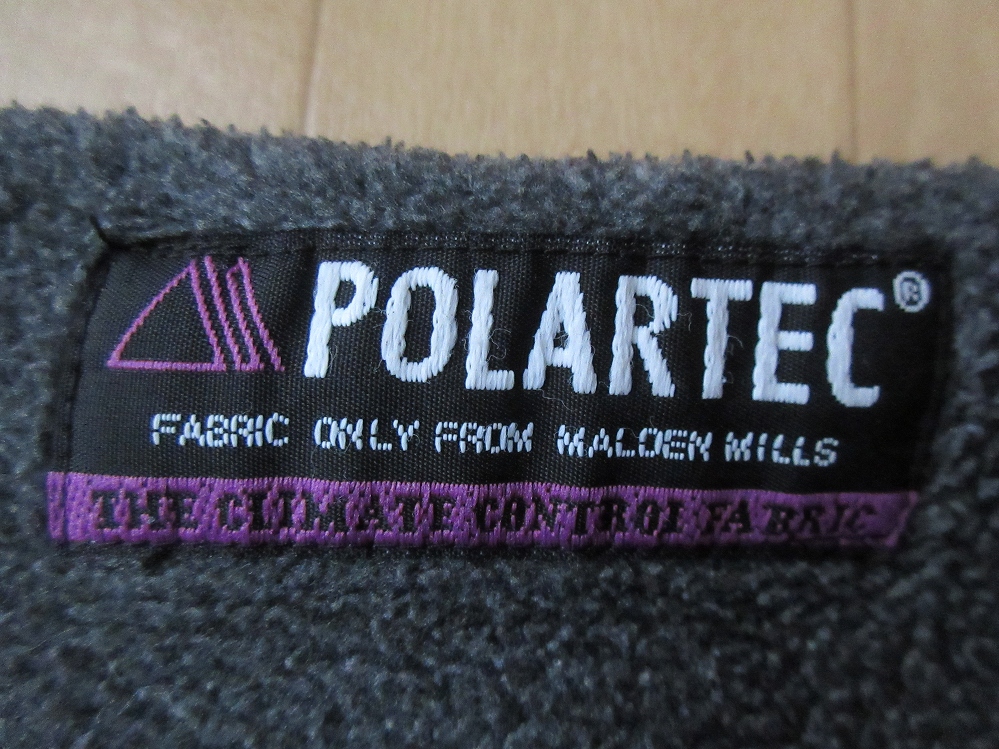 POLARTEC®
FABRIC ONLY FROM MALDEN MILLS
THE CLIMATE CONTROL FABRIC